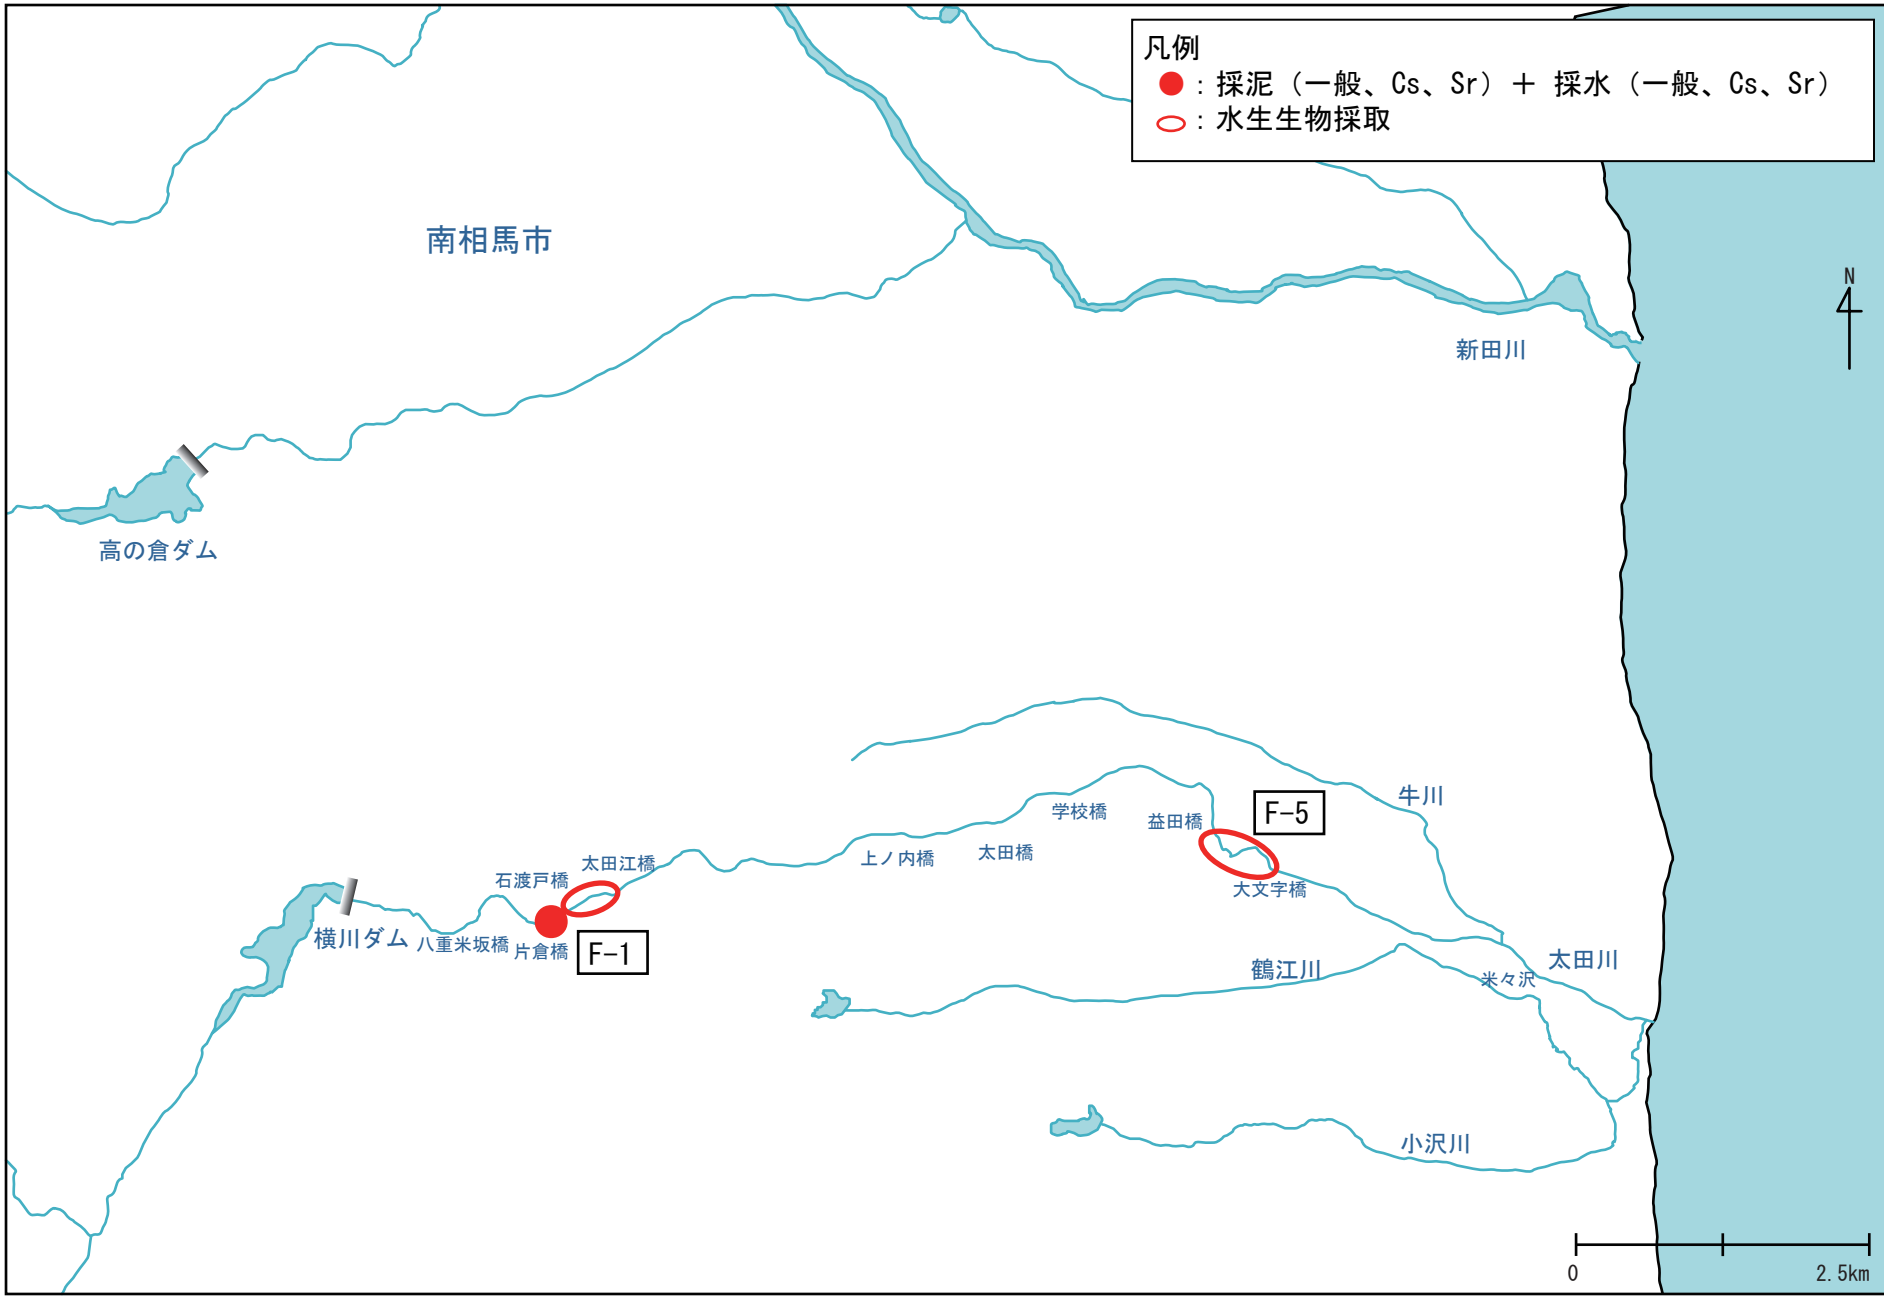 凡例
：採泥（一般、Cs、Sr）＋ 採水（一般、Cs、Sr）
：水生生物採取
南相馬市
N
新田川
高の倉ダム
牛川
学校橋
益田橋
F-5
上ノ内橋
太田橋
太田江橋
石渡戸橋
大文字橋
横川ダム
八重米坂橋
片倉橋
F-1
鶴江川
太田川
米々沢
小沢川
0
2.5km